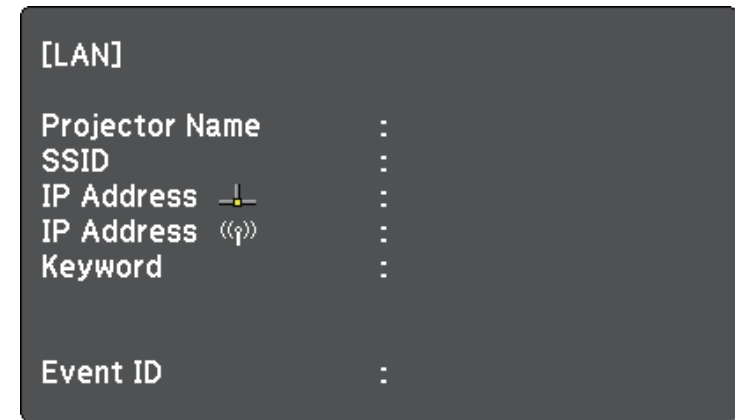 [LAN]
Projector Name :
SSID :
IP Address :
IP Address :
Keyword :
Event ID :